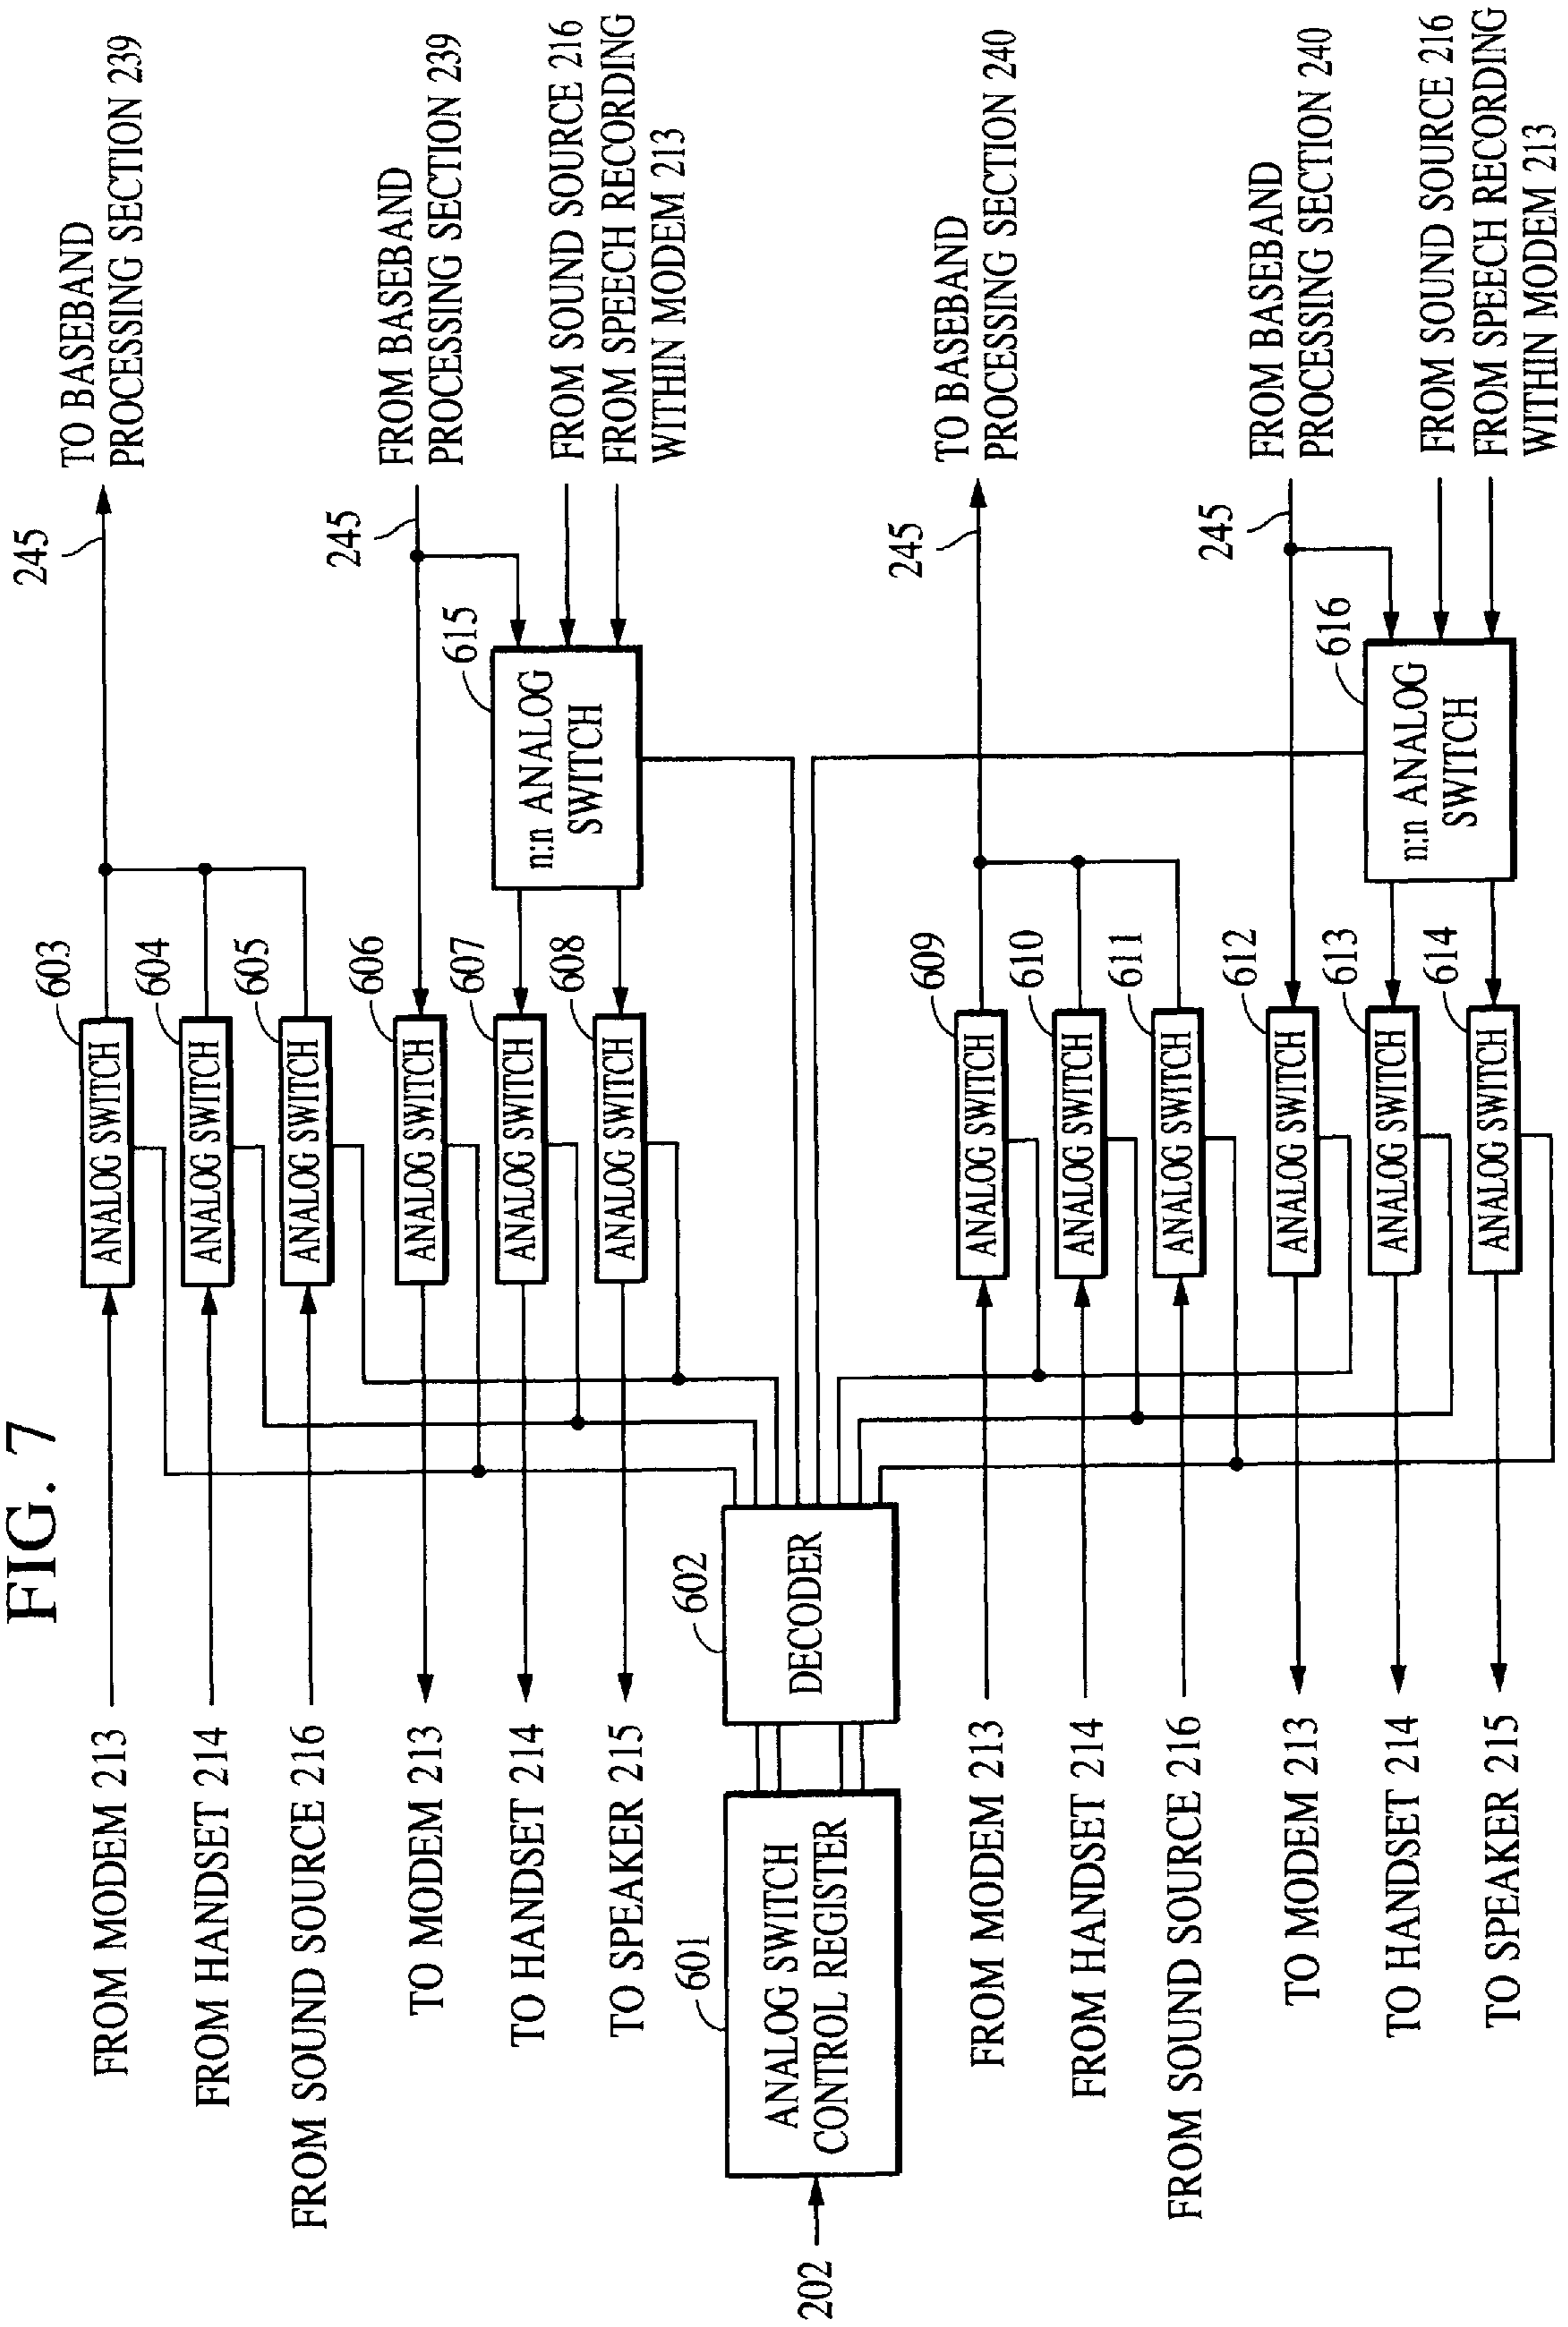 FIG. 7
FROM MODEM 213
603
ANALOG SWITCH
245
TO BASEBAND
PROCESSING SECTION 239
FROM HANDSET 214
604
ANALOG SWITCH
FROM SOUND SOURCE 216
605
ANALOG SWITCH
TO MODEM 213
606
ANALOG SWITCH
245
FROM BASEBAND
PROCESSING SECTION 239
TO HANDSET 214
607
ANALOG SWITCH
615
n:n ANALOG
SWITCH
FROM SOUND SOURCE 216
TO SPEAKER 215
608
ANALOG SWITCH
FROM SPEECH RECORDING
WITHIN MODEM 213
202
601
ANALOG SWITCH
CONTROL REGISTER
602
DECODER
FROM MODEM 213
609
ANALOG SWITCH
245
TO BASEBAND
PROCESSING SECTION 240
FROM HANDSET 214
610
ANALOG SWITCH
FROM SOUND SOURCE 216
611
ANALOG SWITCH
TO MODEM 213
612
ANALOG SWITCH
245
FROM BASEBAND
PROCESSING SECTION 240
TO HANDSET 214
613
ANALOG SWITCH
616
n:n ANALOG
SWITCH
FROM SOUND SOURCE 216
TO SPEAKER 215
614
ANALOG SWITCH
FROM SPEECH RECORDING
WITHIN MODEM 213